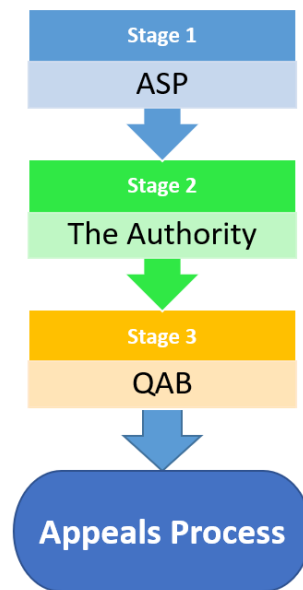 Stage 1
ASP
Stage 2
The Authority
Stage 3
QAB
Appeals Process